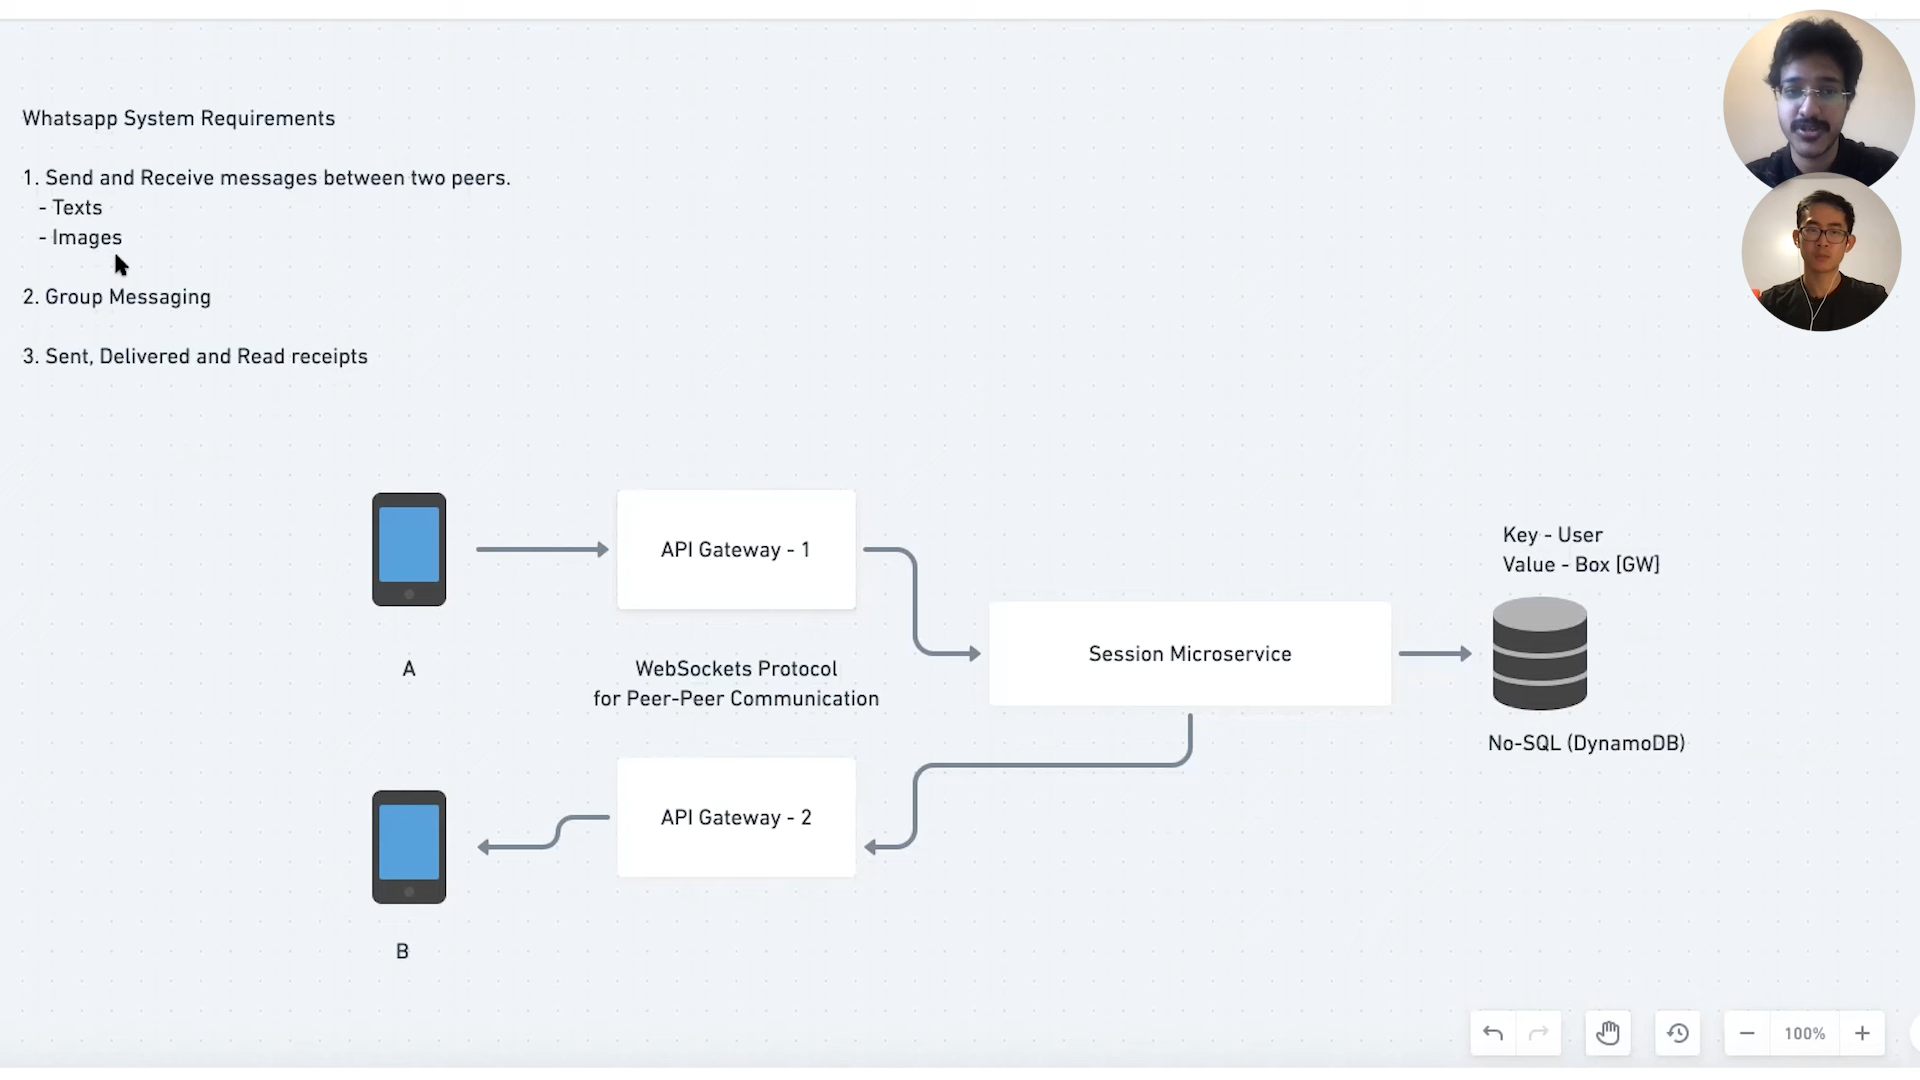 Whatsapp System Requirements
1. Send and Receive messages between two peers.
- Texts
- Images
2. Group Messaging
3. Sent, Delivered and Read receipts
API Gateway - 1
Key - User
Value - Box [GW]
Session Microservice
A
WebSockets Protocol
for Peer-Peer Communication
No-SQL (DynamoDB)
API Gateway - 2
B
100%